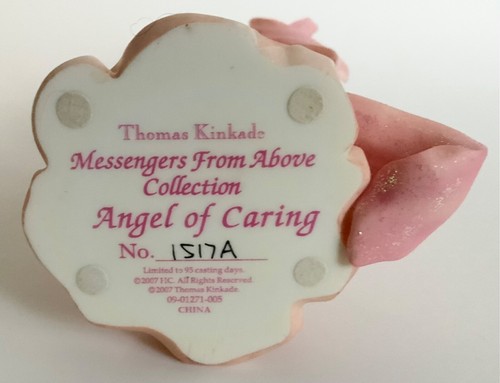 Thomas Kinkade
Messengers From Above
Collection
Angel of Caring
No. 1517A
Limited to 95 casting days.
©2007 HC. All Rights Reserved.
©2007 Thomas Kinkade
09-01271-005
CHINA